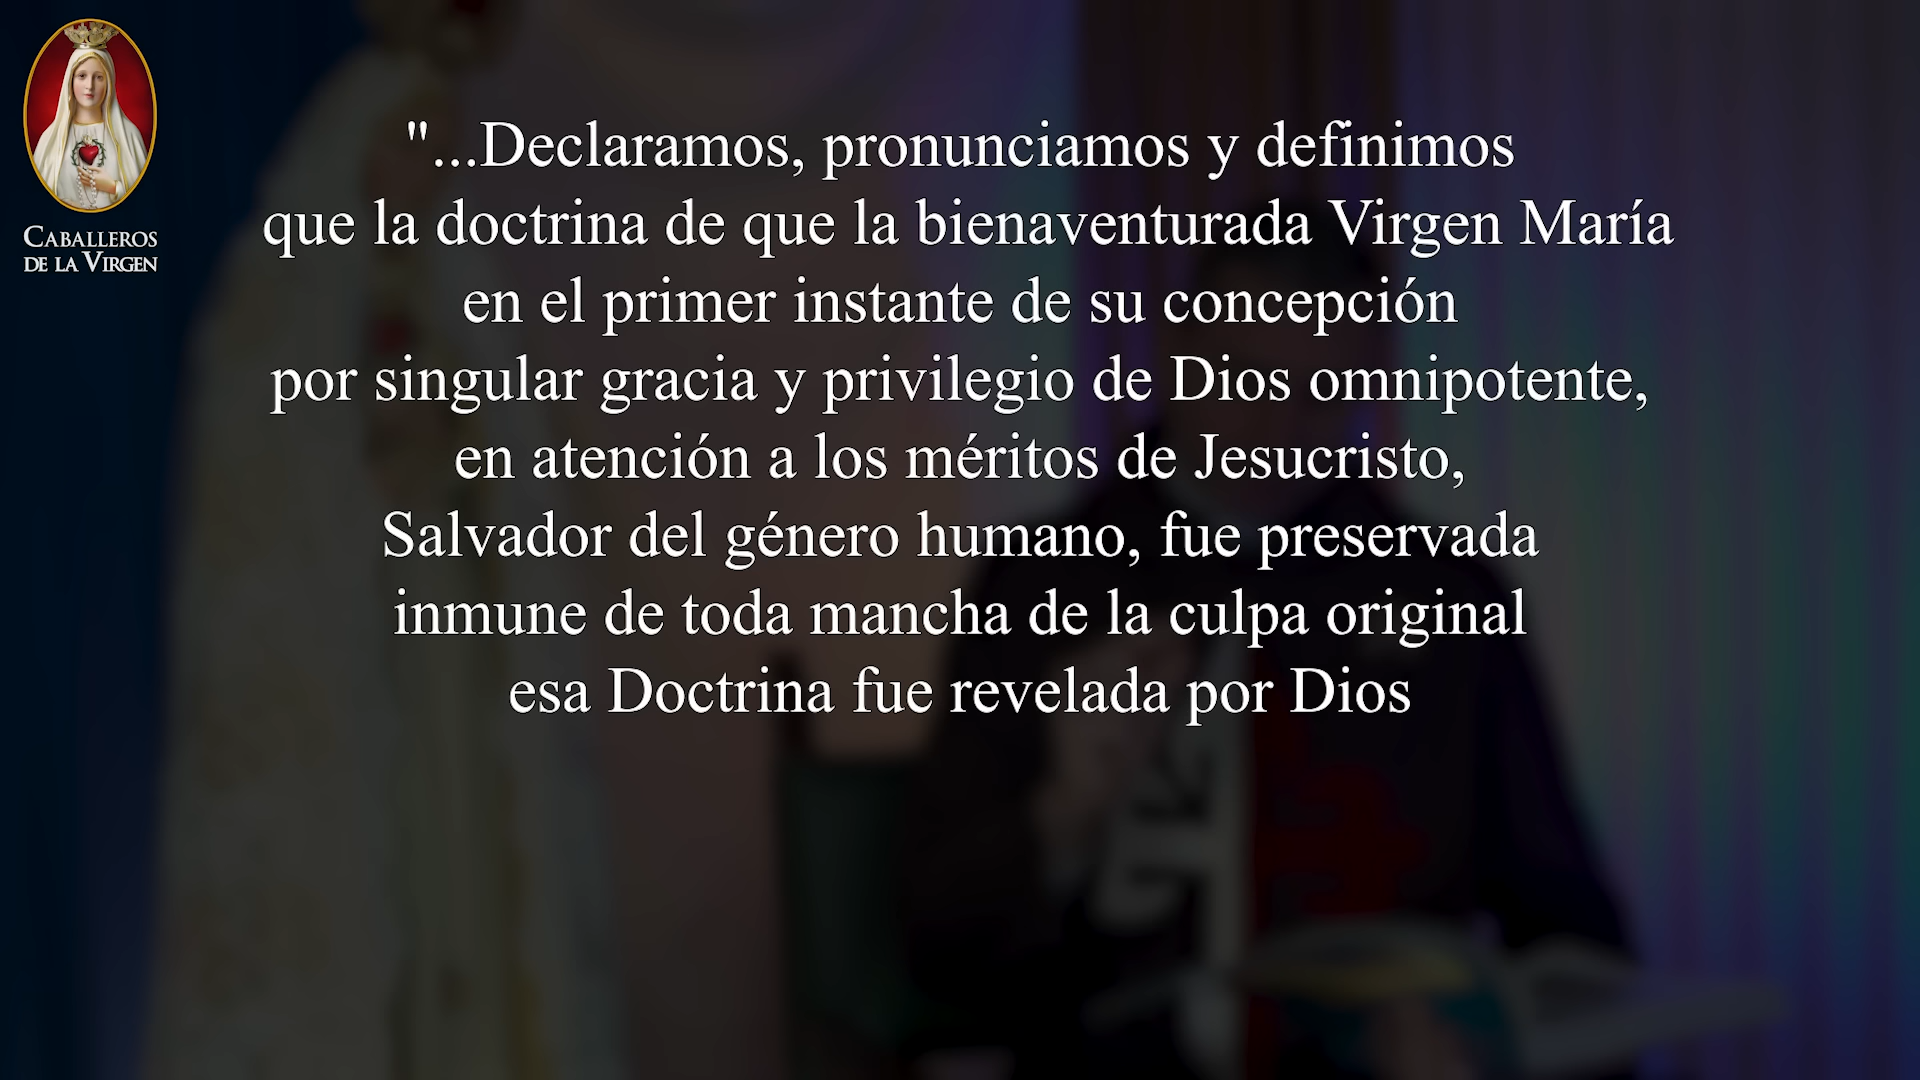 CABALLEROS
DE LA VIRGEN
"...Declaramos, pronunciamos y definimos
que la doctrina de que la bienaventurada Virgen María
en el primer instante de su concepción
por singular gracia y privilegio de Dios omnipotente,
en atención a los méritos de Jesucristo,
Salvador del género humano, fue preservada
inmune de toda mancha de la culpa original
esa Doctrina fue revelada por Dios